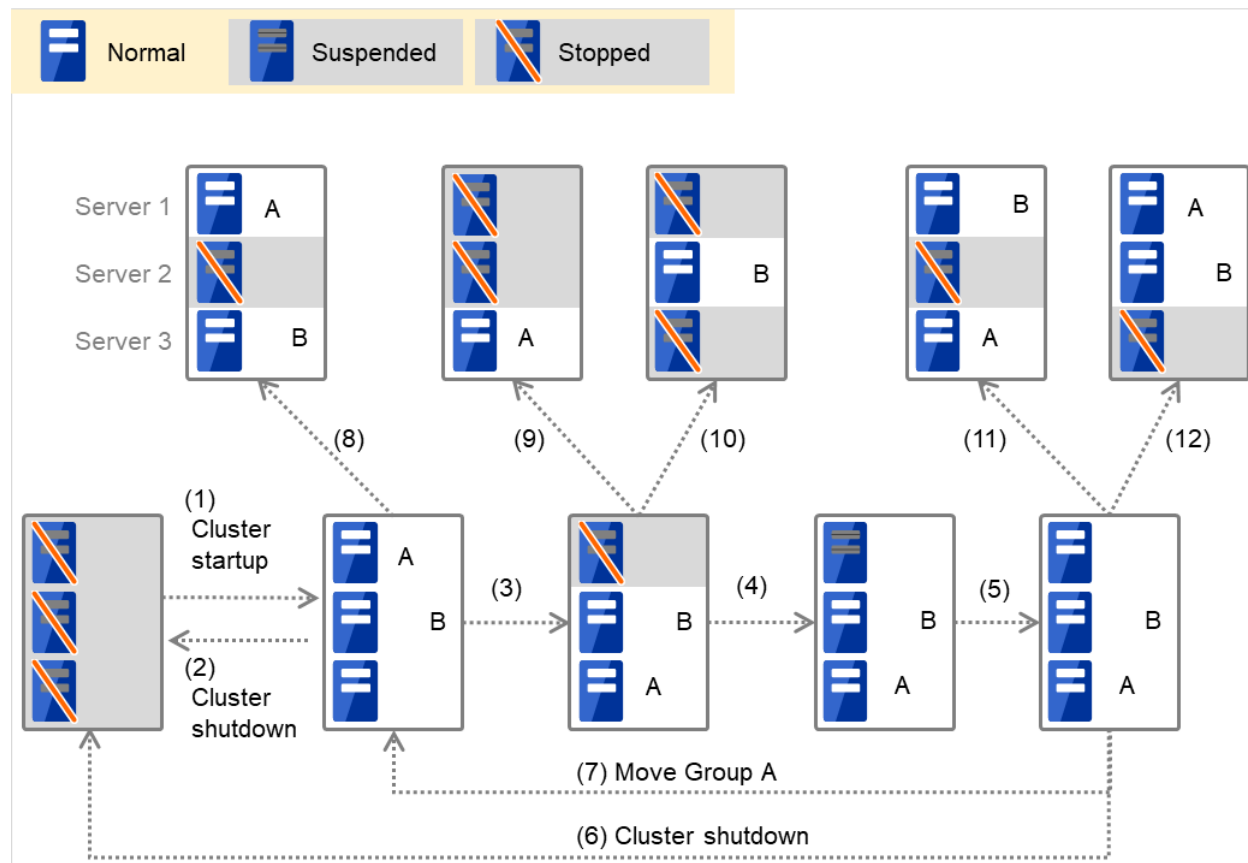 Normal
Suspended
Stopped
Server 1
A
B
A
Server 2
B
B
Server 3
B
A
A
(8)
(9)
(10)
(11)
(12)
(1)
Cluster
startup
A
(3)
B
B
(4)
B
(5)
B
(2)
Cluster
shutdown
A
A
A
(7) Move Group A
(6) Cluster shutdown